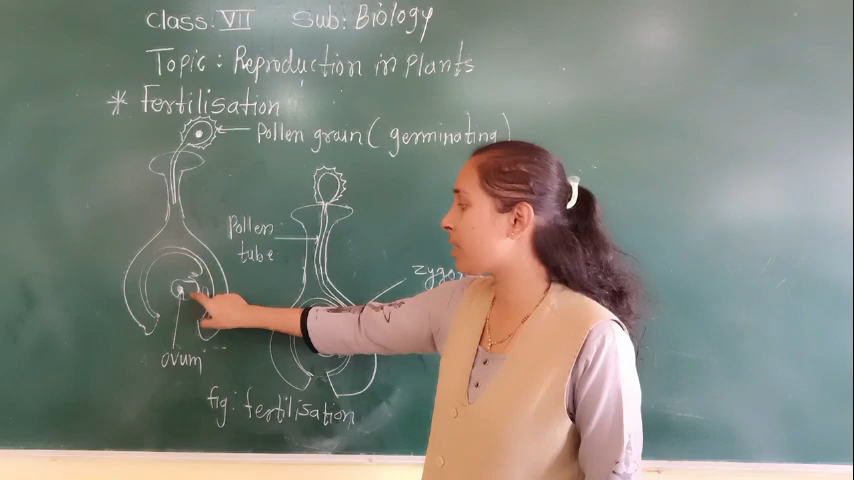 Class: VII Sub: Biology
Topic: Reproduction in plants
* Fertilisation
Pollen grain (germinating)
Pollen
tube
ovum
fig: fertilisation